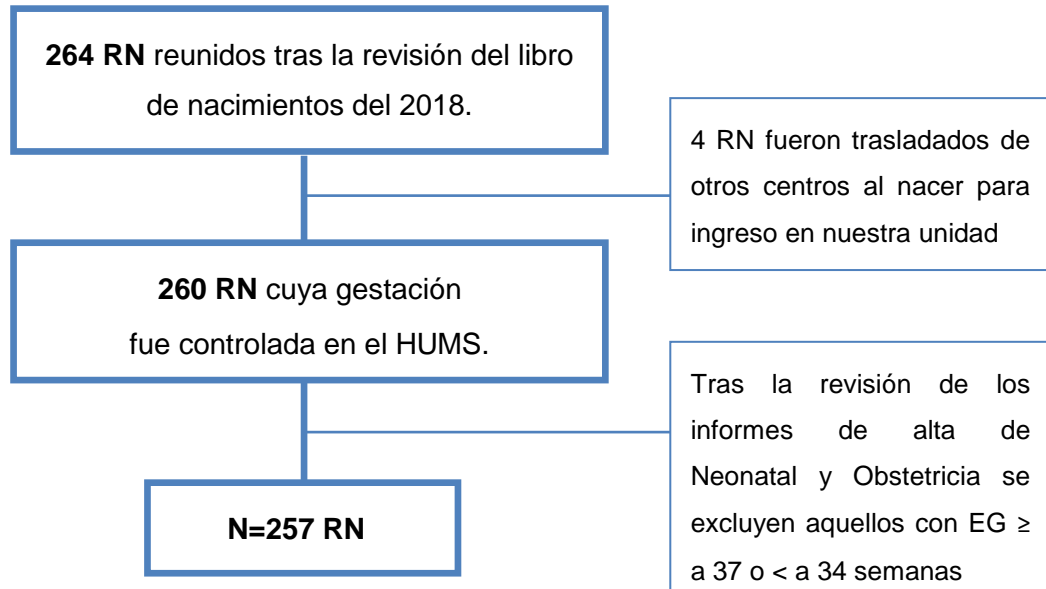 264 RN reunidos tras la revisión del libro
de nacimientos del 2018.
4 RN fueron trasladados de
otros centros al nacer para
ingreso en nuestra unidad
260 RN cuya gestación
fue controlada en el HUMS.
Tras la revisión de los
informes de alta de
Neonatal y Obstetricia se
excluyen aquellos con EG ≥
a 37 o < a 34 semanas
N=257 RN